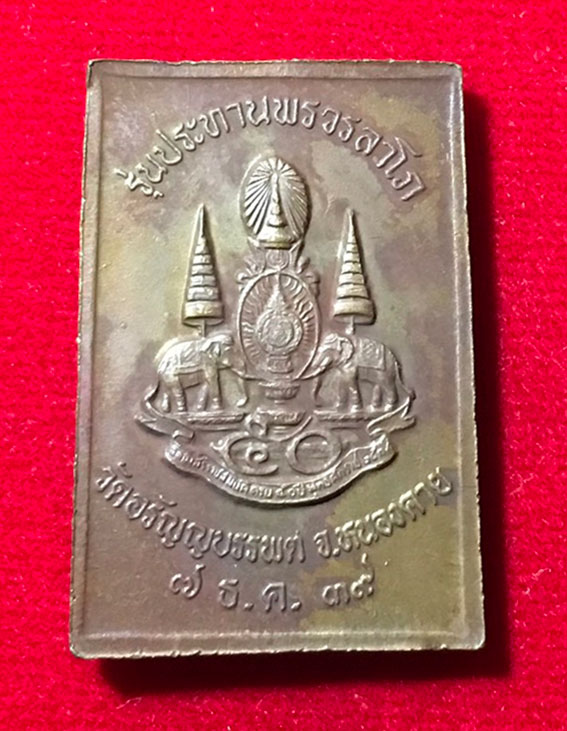 รุ่นประทานพรวรลาโภ
๕๐
วัดอรัญญบรรพต จ.หนองคาย
๗ ธ.ค. ๓๙